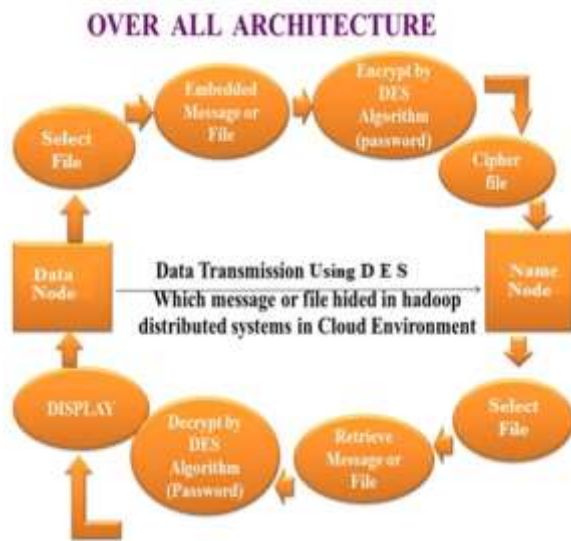 OVER ALL ARCHITECTURE
Select
File
Embedded
Message or
File
Encrypt by
DES
Algorithm
(password)
Cipher
file
Data
Node
Data Transmission Using D E S
Which message or file hided in hadoop
distributed systems in Cloud Environment
Name
Node
DISPLAY
Decrypt by
DES
Algorithm
(Password)
Retrieve
Message or
File
Select
File